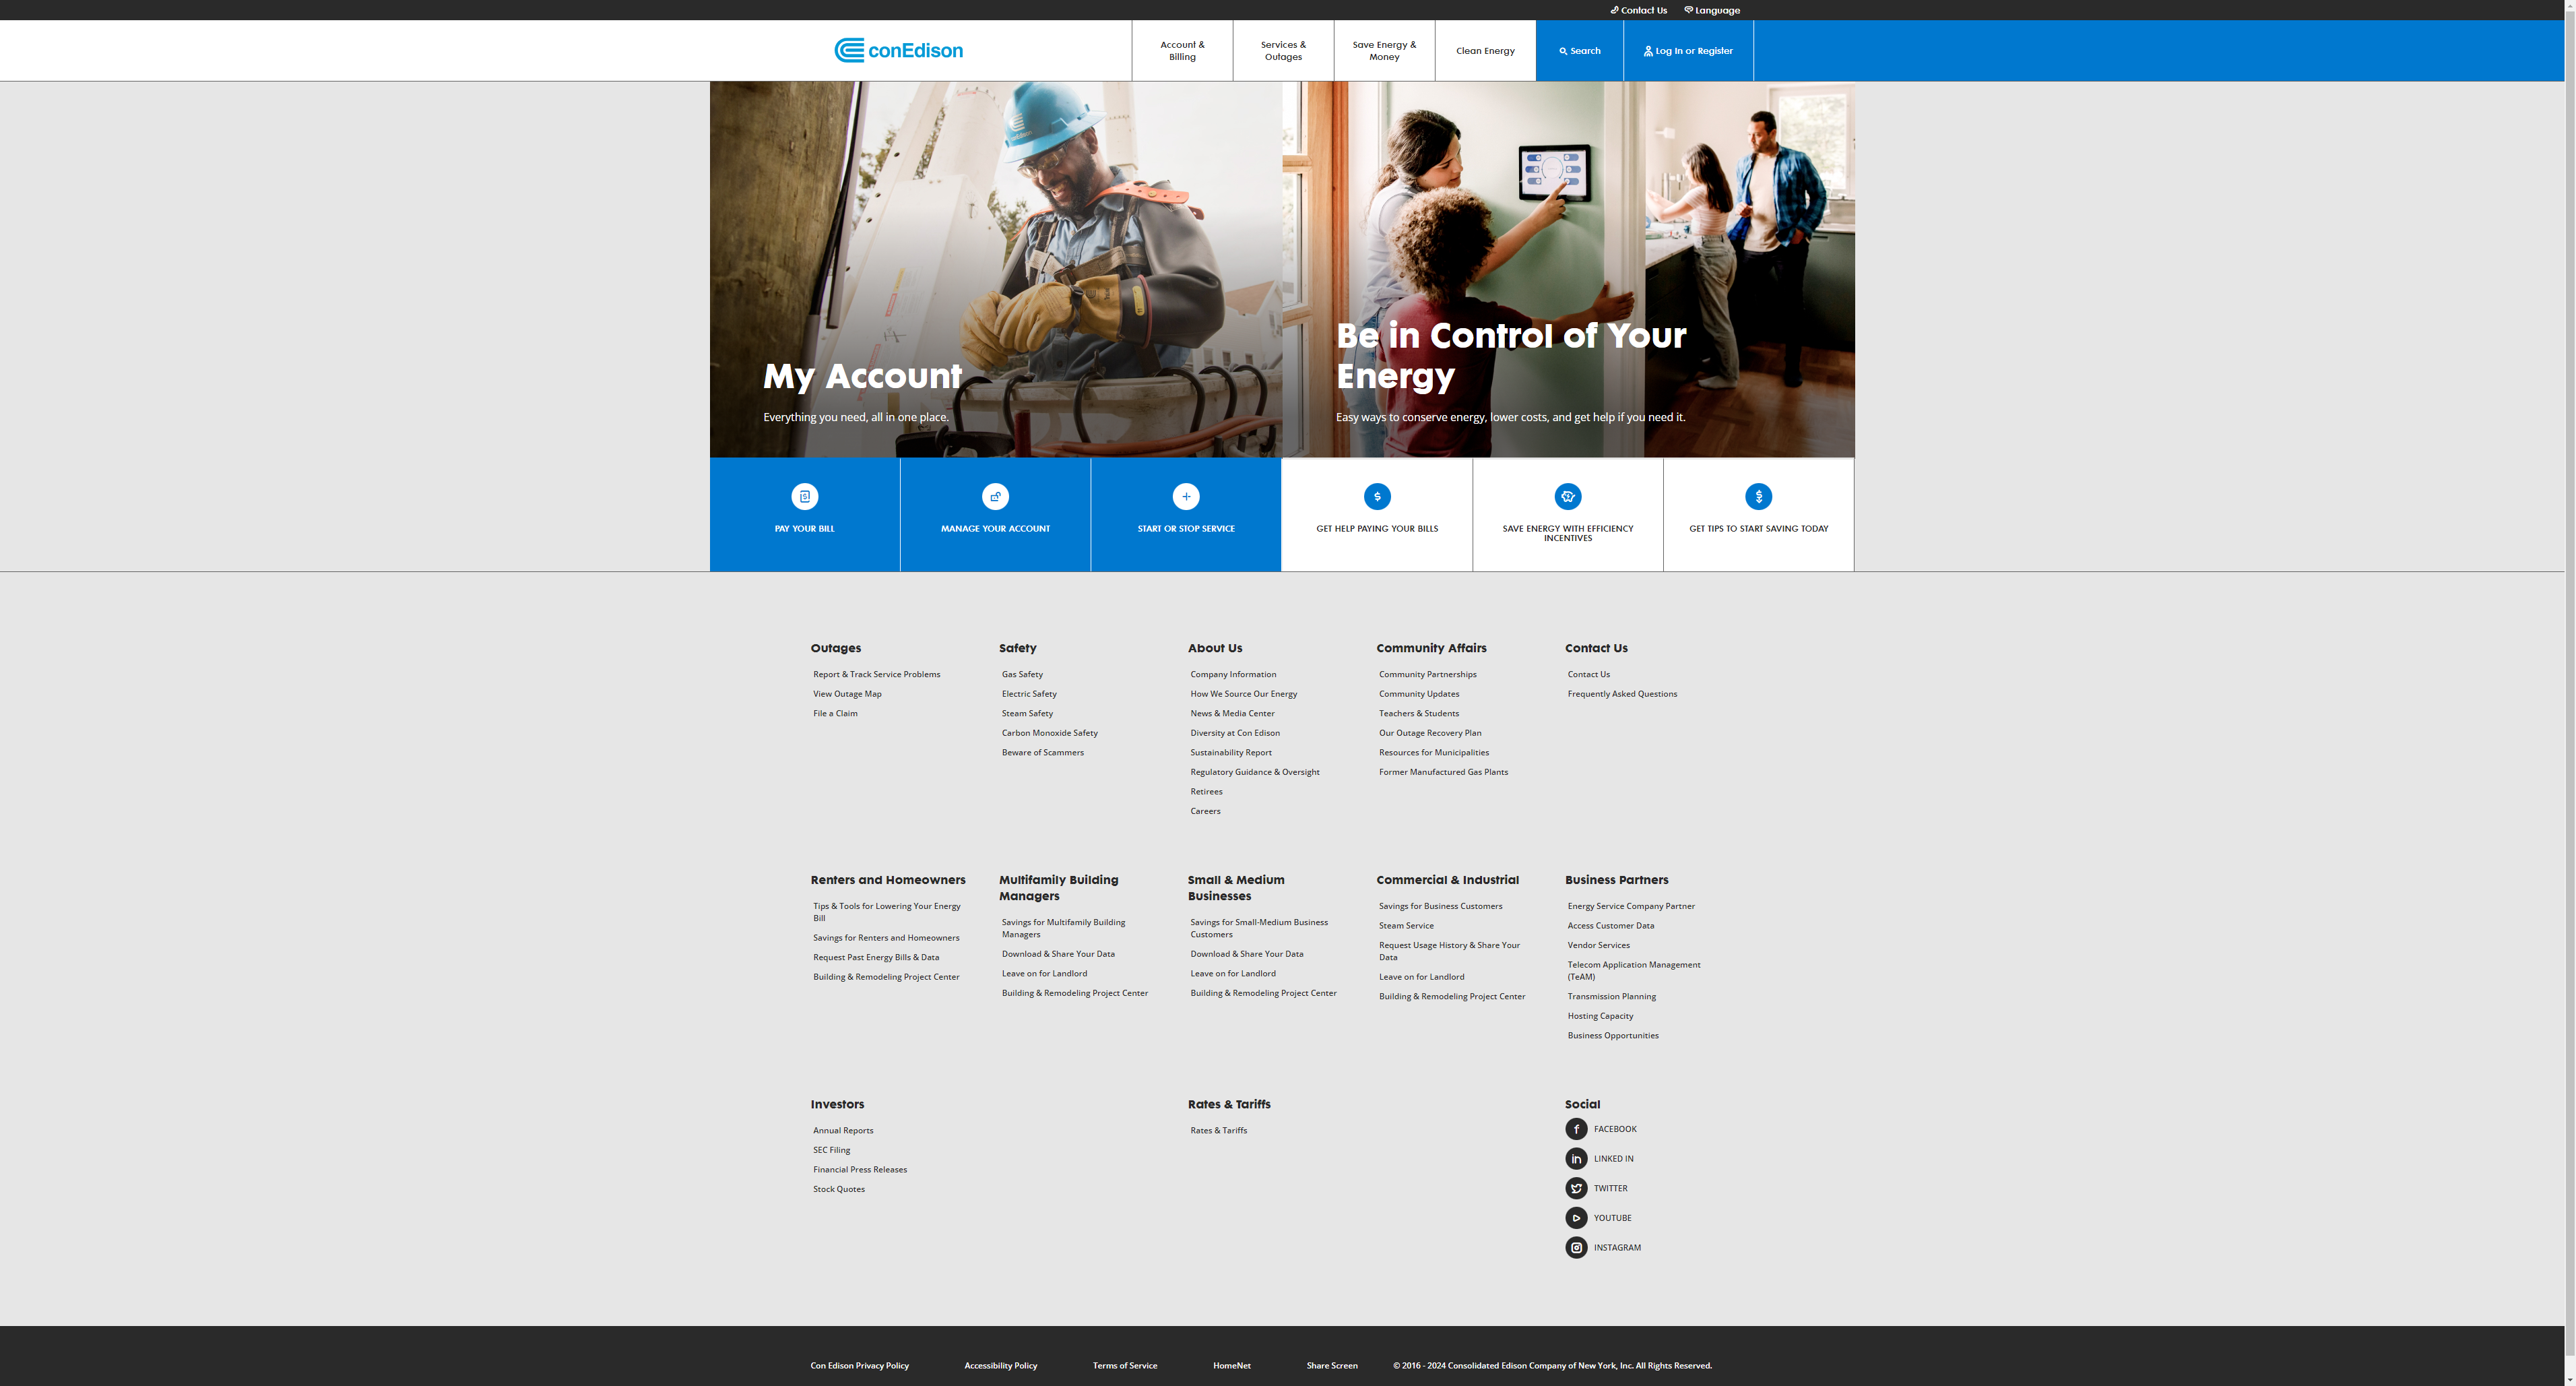 Contact Us
Language
conEdison
Account &
Billing
Services &
Outages
Save Energy &
Money
Clean Energy
Search
Log In or Register
My Account
Everything you need, all in one place.
Be in Control of Your
Energy
Easy ways to conserve energy, lower costs, and get help if you need it.
PAY YOUR BILL
MANAGE YOUR ACCOUNT
START OR STOP SERVICE
GET HELP PAYING YOUR BILLS
SAVE ENERGY WITH EFFICIENCY
INCENTIVES
GET TIPS TO START SAVING TODAY
Outages
Report & Track Service Problems
View Outage Map
File a Claim
Safety
Gas Safety
Electric Safety
Steam Safety
Carbon Monoxide Safety
Beware of Scammers
About Us
Company Information
How We Source Our Energy
News & Media Center
Diversity at Con Edison
Sustainability Report
Regulatory Guidance & Oversight
Retirees
Careers
Community Affairs
Community Partnerships
Community Updates
Teachers & Students
Our Outage Recovery Plan
Resources for Municipalities
Former Manufactured Gas Plants
Contact Us
Contact Us
Frequently Asked Questions
Renters and Homeowners
Tips & Tools for Lowering Your Energy
Bill
Savings for Renters and Homeowners
Request Past Energy Bills & Data
Building & Remodeling Project Center
Multifamily Building
Managers
Savings for Multifamily Building
Managers
Download & Share Your Data
Leave on for Landlord
Building & Remodeling Project Center
Small & Medium
Businesses
Savings for Small-Medium Business
Customers
Download & Share Your Data
Leave on for Landlord
Building & Remodeling Project Center
Commercial & Industrial
Savings for Business Customers
Steam Service
Request Usage History & Share Your
Data
Leave on for Landlord
Building & Remodeling Project Center
Business Partners
Energy Service Company Partner
Access Customer Data
Vendor Services
Telecom Application Management
(TeAM)
Transmission Planning
Hosting Capacity
Business Opportunities
Investors
Annual Reports
SEC Filing
Financial Press Releases
Stock Quotes
Rates & Tariffs
Rates & Tariffs
Social
FACEBOOK
LINKED IN
TWITTER
YOUTUBE
INSTAGRAM
Con Edison Privacy Policy
Accessibility Policy
Terms of Service
HomeNet
Share Screen
© 2016 - 2024 Consolidated Edison Company of New York, Inc. All Rights Reserved.